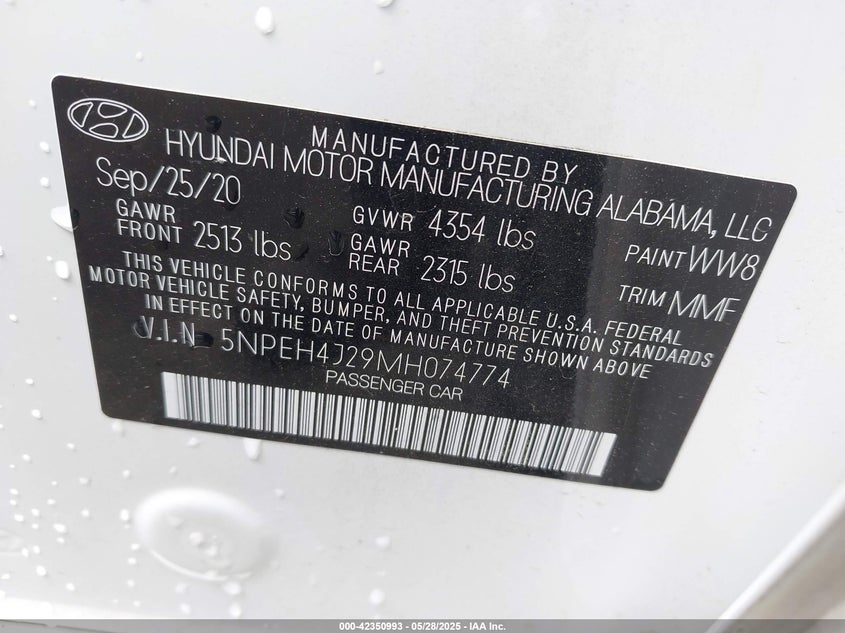 MANUFACTURED BY
HYUNDAI MOTOR MANUFACTURING ALABAMA, LLC
Sep/25/20
GAWR FRONT 2513 lbs
GVWR 4354 lbs
GAWR REAR 2315 lbs
PAINT WW8
TRIM MMF
THIS VEHICLE CONFORMS TO ALL APPLICABLE U.S.A. FEDERAL
MOTOR VEHICLE SAFETY, BUMPER, AND THEFT PREVENTION STANDARDS
IN EFFECT ON THE DATE OF MANUFACTURE SHOWN ABOVE
V.I.N 5NPEH4J29MH074774
PASSENGER CAR
000-42350993 - 05/28/2025 - IAA Inc.